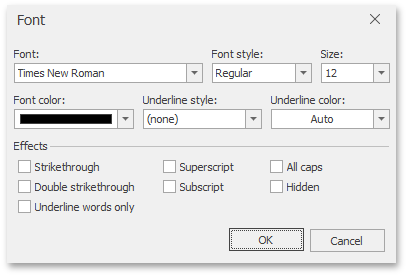 Font
Font: Font style: Size:
Times New Roman Regular 12
Font color: Underline style: Underline color:
(none) Auto
Effects
Strikethrough Superscript All caps
Double strikethrough Subscript Hidden
Underline words only
OK Cancel